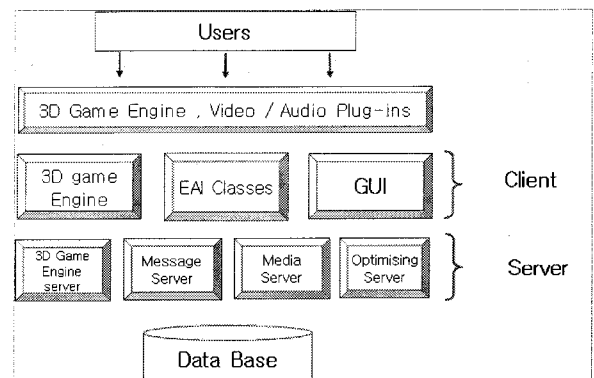 Users
3D Game Engine , Video / Audio Plug-ins
3D game
Engine
EAI Classes
GUI
Client
3D Game
Engine
server
Message
Server
Media
Server
Optimising
Server
Server
Data Base